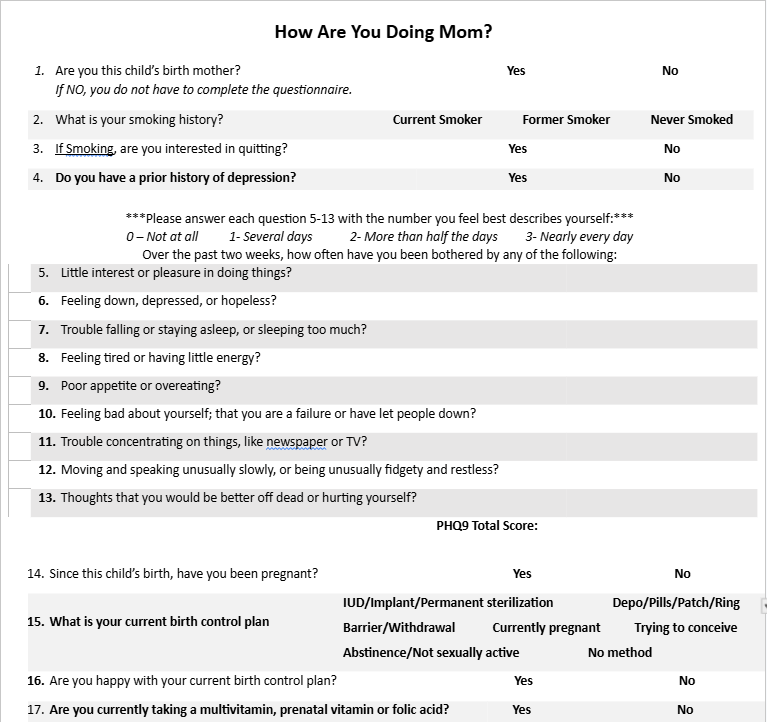 How Are You Doing Mom?
1. Are you this child's birth mother? Yes No
If NO, you do not have to complete the questionnaire.
2. What is your smoking history? Current Smoker Former Smoker Never Smoked
3. If Smoking, are you interested in quitting? Yes No
4. Do you have a prior history of depression? Yes No
***Please answer each question 5-13 with the number you feel best describes yourself:***
0 – Not at all 1- Several days 2- More than half the days 3- Nearly every day
Over the past two weeks, how often have you been bothered by any of the following:
5. Little interest or pleasure in doing things?
6. Feeling down, depressed, or hopeless?
7. Trouble falling or staying asleep, or sleeping too much?
8. Feeling tired or having little energy?
9. Poor appetite or overeating?
10. Feeling bad about yourself; that you are a failure or have let people down?
11. Trouble concentrating on things, like newspaper or TV?
12. Moving and speaking unusually slowly, or being unusually fidgety and restless?
13. Thoughts that you would be better off dead or hurting yourself?
PHQ9 Total Score:
14. Since this child's birth, have you been pregnant? Yes No
15. What is your current birth control plan
IUD/Implant/Permanent sterilization Depo/Pills/Patch/Ring
Barrier/Withdrawal Currently pregnant Trying to conceive
Abstinence/Not sexually active No method
16. Are you happy with your current birth control plan? Yes No
17. Are you currently taking a multivitamin, prenatal vitamin or folic acid? Yes No